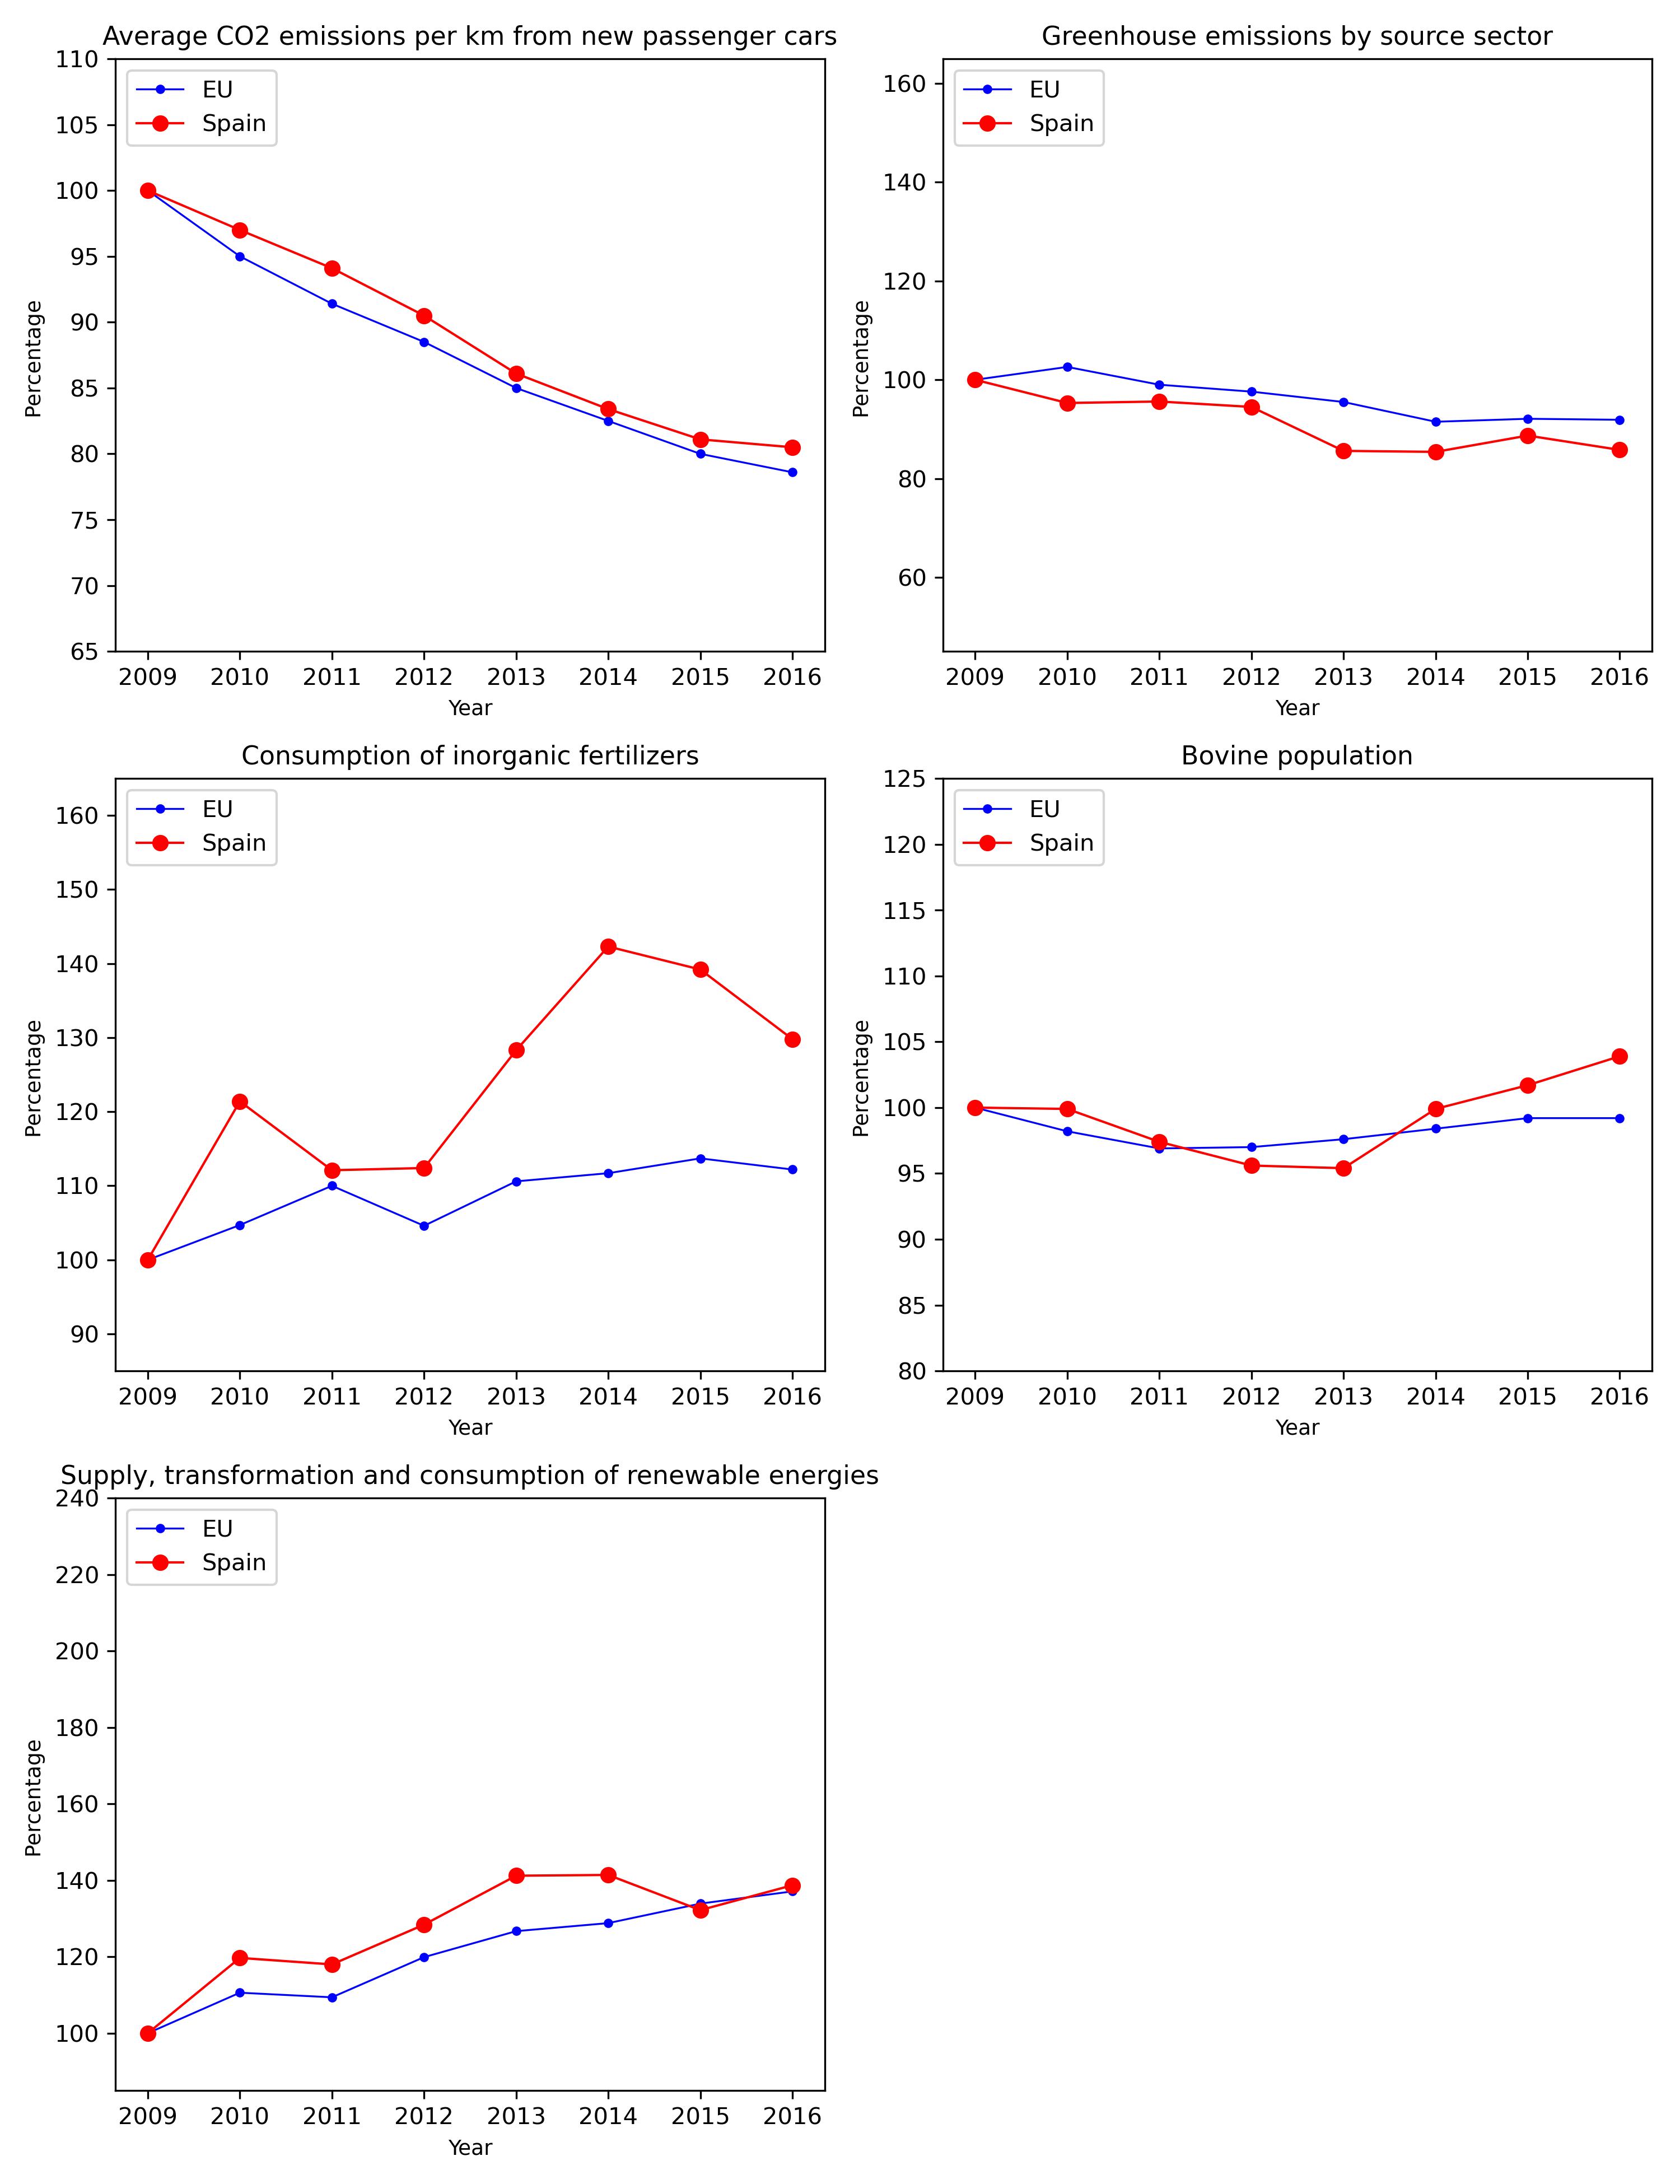 Average CO2 emissions per km from new passenger cars
110
105
100
95
90
85
80
75
70
65
Percentage
EU
Spain
2009 2010 2011 2012 2013 2014 2015 2016
Year
Greenhouse emissions by source sector
160
140
120
100
80
60
Percentage
EU
Spain
2009 2010 2011 2012 2013 2014 2015 2016
Year
Consumption of inorganic fertilizers
160
150
140
130
120
110
100
90
Percentage
EU
Spain
2009 2010 2011 2012 2013 2014 2015 2016
Year
Bovine population
125
120
115
110
105
100
95
90
85
80
Percentage
EU
Spain
2009 2010 2011 2012 2013 2014 2015 2016
Year
Supply, transformation and consumption of renewable energies
240
220
200
180
160
140
120
100
Percentage
EU
Spain
2009 2010 2011 2012 2013 2014 2015 2016
Year